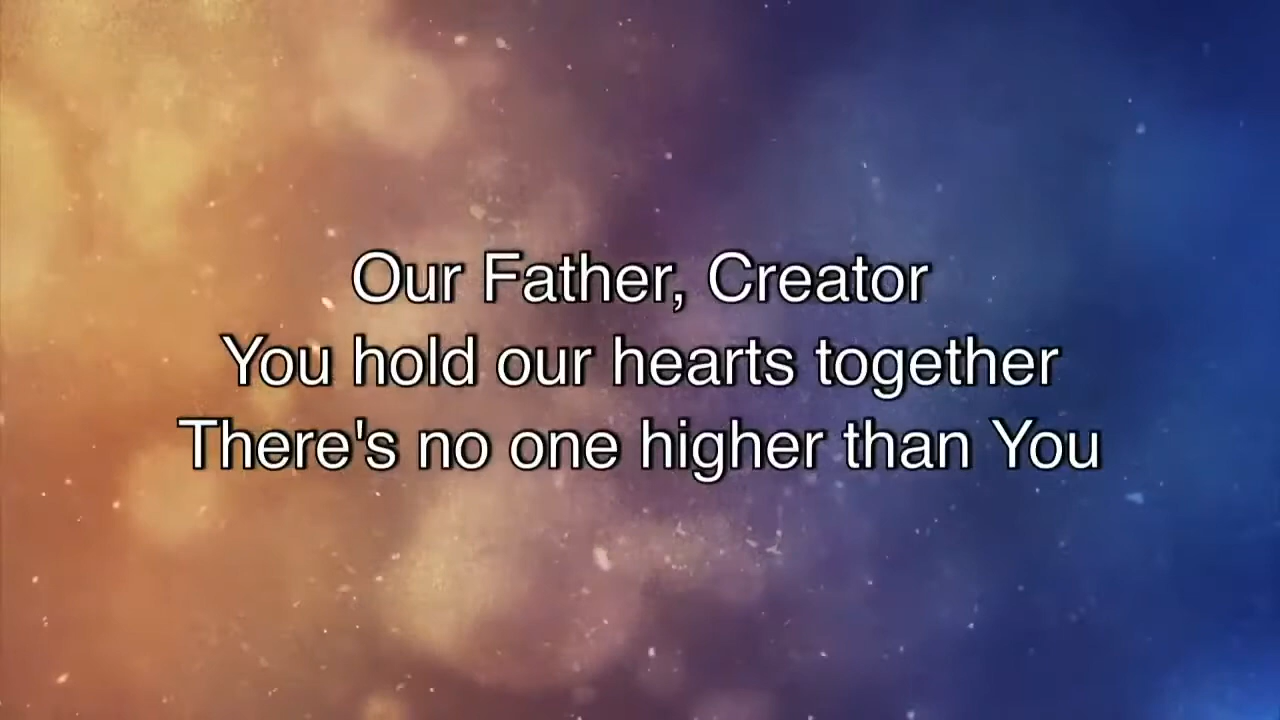 Our Father, Creator
You hold our hearts together
There's no one higher than You